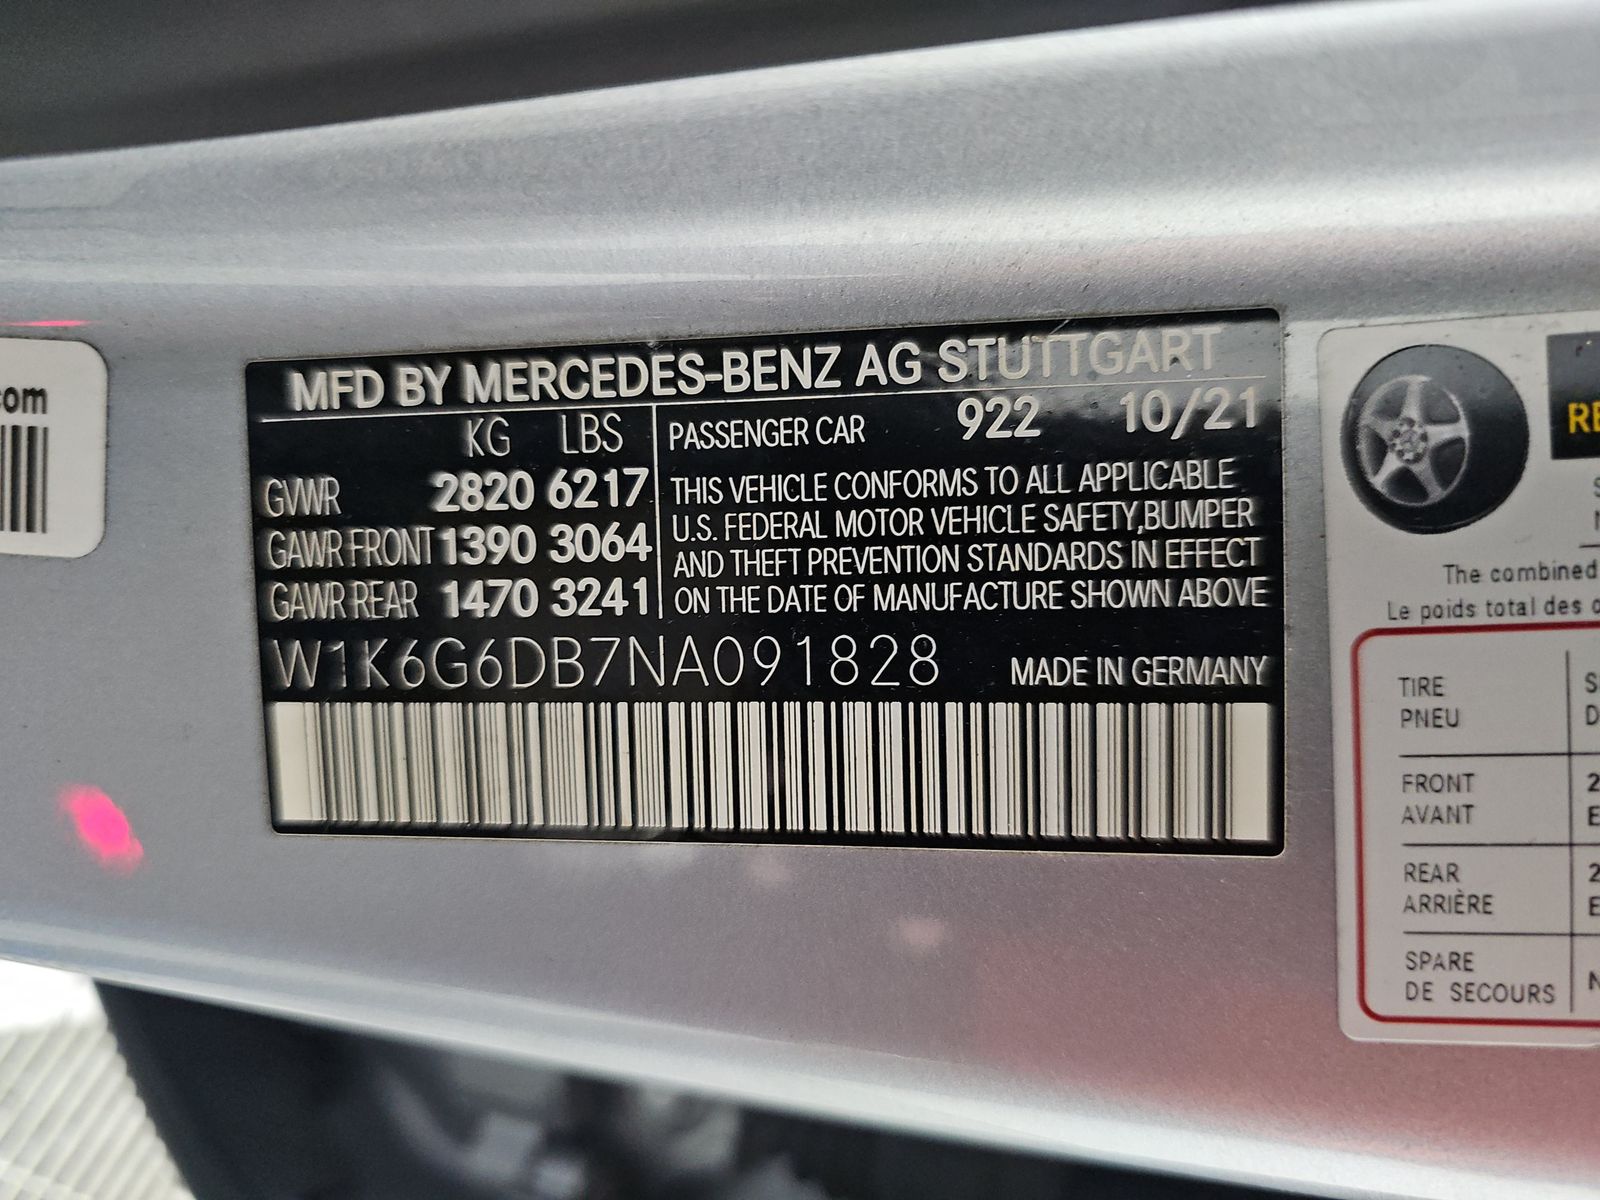 com
MFD BY MERCEDES-BENZ AG STUTTGART
KG LBS
PASSENGER CAR 922 10/21
GVWR 2820 6217
GAWR FRONT 1390 3064
GAWR REAR 1470 3241
THIS VEHICLE CONFORMS TO ALL APPLICABLE
U.S. FEDERAL MOTOR VEHICLE SAFETY,BUMPER
AND THEFT PREVENTION STANDARDS IN EFFECT
ON THE DATE OF MANUFACTURE SHOWN ABOVE
W1K6G6DB7NA091828 MADE IN GERMANY
The combined
Le poids total des
TIRE
PNEU
FRONT
AVANT
REAR
ARRIÈRE
SPARE
DE SECOURS